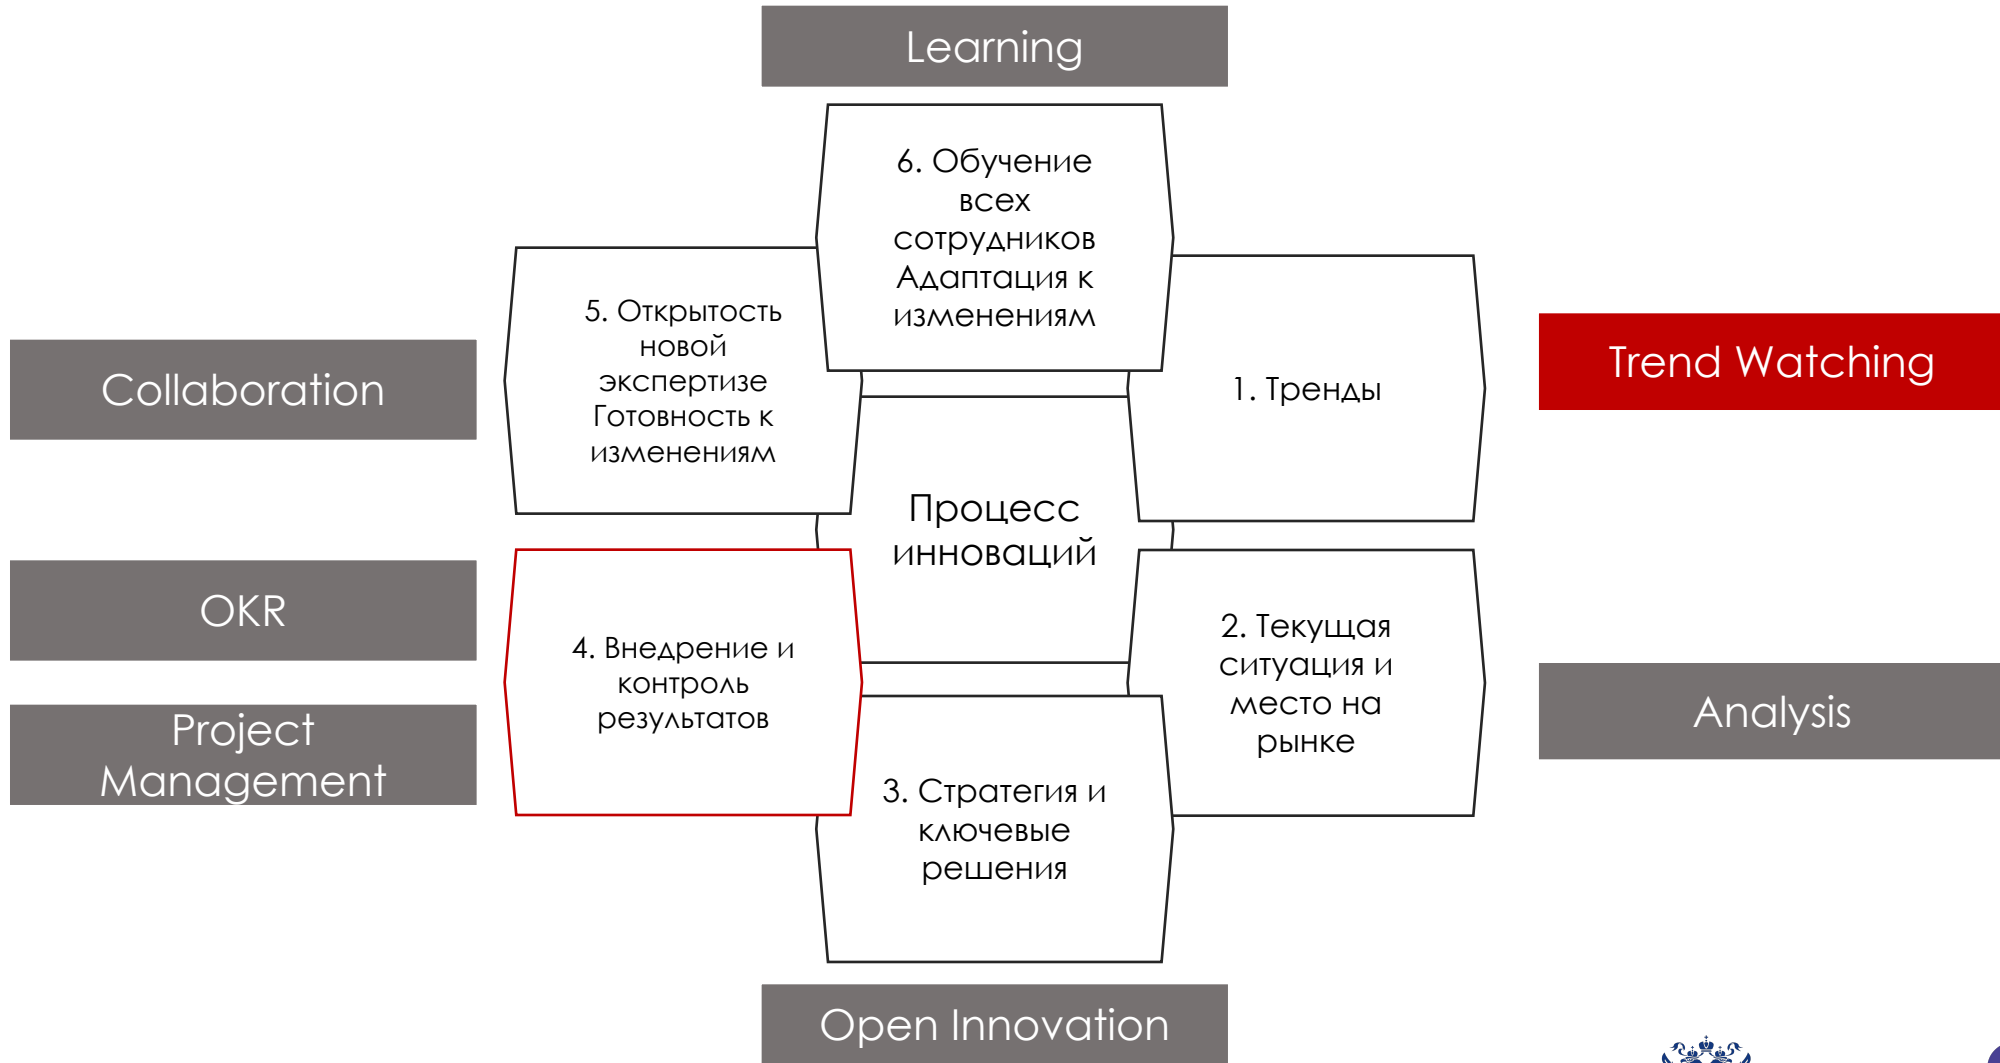 Learning
6. Обучение
всех
сотрудников
Адаптация к
изменениям
5. Открытость
новой
экспертизе
Готовность к
изменениям
Collaboration
1. Тренды
Trend Watching
Процесс
инноваций
OKR
4. Внедрение и
контроль
результатов
2. Текущая
ситуация и
место на
рынке
Project
Management
Analysis
3. Стратегия и
ключевые
решения
Open Innovation